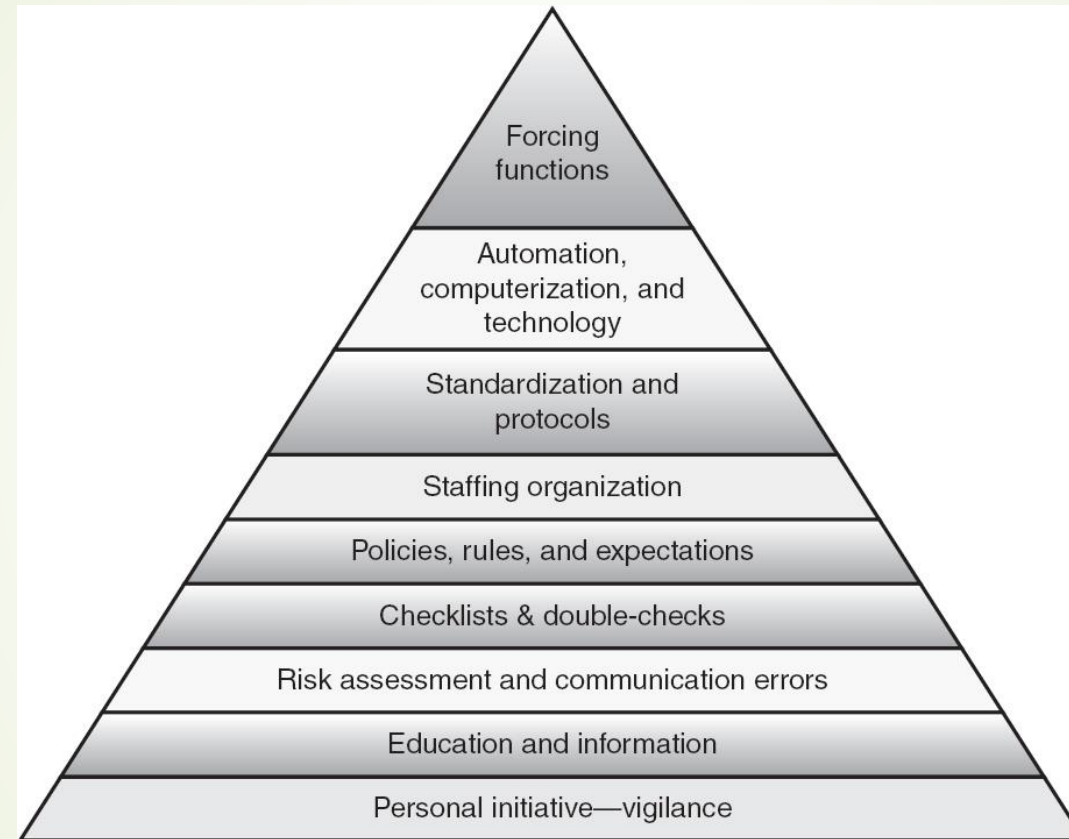 Forcing
functions
Automation,
computerization, and
technology
Standardization and
protocols
Staffing organization
Policies, rules, and expectations
Checklists & double-checks
Risk assessment and communication errors
Education and information
Personal initiative—vigilance